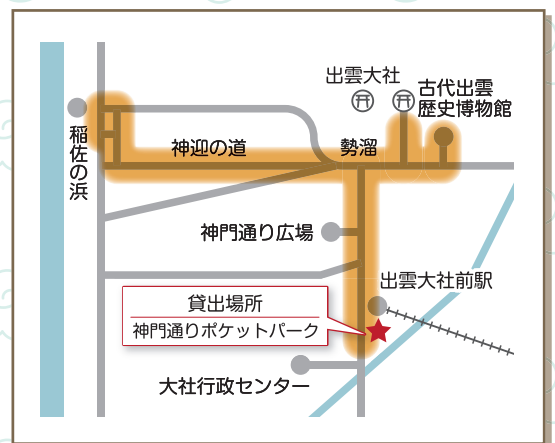 出雲大社
古代出雲
歴史博物館
稲佐の浜
神迎の道
勢溜
神門通り広場
出雲大社前駅
貸出場所
神門通りポケットパーク
大社行政センター